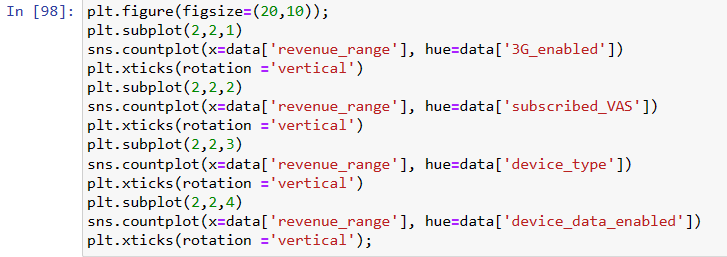 In [98]: plt.figure(figsize=(20,10));
plt.subplot(2,2,1)
sns.countplot(x=data['revenue_range'], hue=data['3G_enabled'])
plt.xticks(rotation ='vertical')
plt.subplot(2,2,2)
sns.countplot(x=data['revenue_range'], hue=data['subscribed_VAS'])
plt.xticks(rotation ='vertical')
plt.subplot(2,2,3)
sns.countplot(x=data['revenue_range'], hue=data['device_type'])
plt.xticks(rotation ='vertical')
plt.subplot(2,2,4)
sns.countplot(x=data['revenue_range'], hue=data['device_data_enabled'])
plt.xticks(rotation ='vertical');